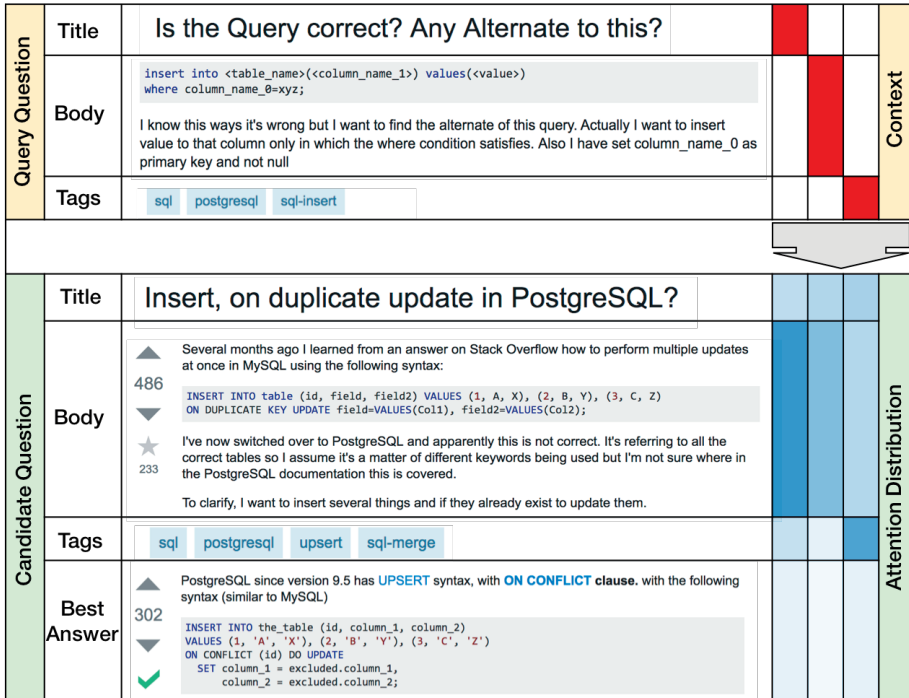 Query Question
Title
Is the Query correct? Any Alternate to this?
Body
insert into <table_name>(<column_name_1>) values(<value>)
where column_name_0=xyz;
I know this ways it's wrong but I want to find the alternate of this query. Actually I want to insert
value to that column only in which the where condition satisfies. Also I have set column_name_0 as
primary key and not null
Tags
sql postgresql sql-insert
Context
Candidate Question
Title
Insert, on duplicate update in PostgreSQL?
Body
486
233
Several months ago I learned from an answer on Stack Overflow how to perform multiple updates
at once in MySQL using the following syntax:
INSERT INTO table (id, field, field2) VALUES (1, A, X), (2, B, Y), (3, C, Z)
ON DUPLICATE KEY UPDATE field=VALUES(Col1), field2=VALUES(Col2);
I've now switched over to PostgreSQL and apparently this is not correct. It's referring to all the
correct tables so I assume it's a matter of different keywords being used but I'm not sure where in
the PostgreSQL documentation this is covered.
To clarify, I want to insert several things and if they already exist to update them.
Tags
sql postgresql upsert sql-merge
Best
Answer
302
PostgreSQL since version 9.5 has UPSERT syntax, with ON CONFLICT clause. with the following
syntax (similar to MySQL)
INSERT INTO the_table (id, column_1, column_2)
VALUES (1, 'A', 'X'), (2, 'B', 'Y'), (3, 'C', 'Z')
ON CONFLICT (id) DO UPDATE
SET column_1 = excluded.column_1,
column_2 = excluded.column_2;
Attention Distribution